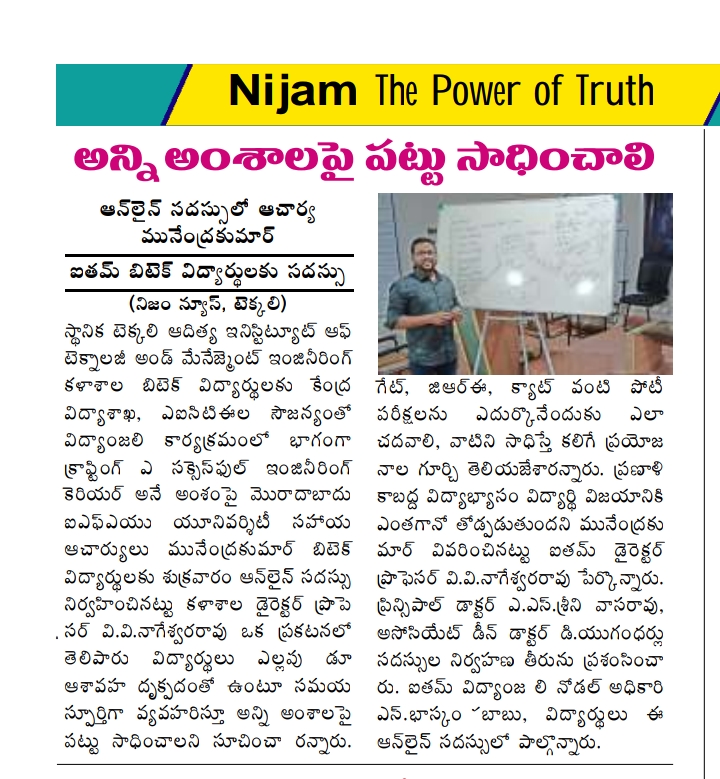 Nijam The Power of Truth
అన్ని అంశాలపై పట్టు సాధించాలి
ఆన్‌లైన్ సదస్సులో ఆచార్య
మునేంద్రకుమార్
ఐతమ్ బిటెక్ విద్యార్థులకు సదస్సు
(నిజం న్యూస్, టెక్కలి)
స్థానిక టెక్కలి ఆదిత్య ఇనిస్టిట్యూట్ ఆఫ్
టెక్నాలజీ అండ్ మేనేజ్మెంట్ ఇంజినీరింగ్
కళాశాల బిటెక్ విద్యార్థులకు కేంద్ర
విద్యాశాఖ, ఎఐసిటిఈల సౌజన్యంతో
విద్యాంజలి కార్యక్రమంలో భాగంగా
క్రాఫ్టింగ్ ఎ సక్సెస్‌ఫుల్ ఇంజినీరింగ్
కెరియర్ అనే అంశంపై మొరాదాబాదు
ఐఎఫ్ఎయు యూనివర్శిటీ సహాయ
ఆచార్యులు మునేంద్రకుమార్ బిటెక్
విద్యార్థులకు శుక్రవారం ఆన్‌లైన్ సదస్సు
నిర్వహించినట్టు కళాశాల డైరెక్టర్ ప్రొఫె
సర్ వి.వి.నాగేశ్వరరావు ఒక ప్రకటనలో
తెలిపారు విద్యార్థులు ఎల్లవు డూ
ఆశావహ దృక్పదంతో ఉంటూ సమయ
స్ఫూర్తిగా వ్యవహరిస్తూ అన్ని అంశాలపై
పట్టు సాధించాలని సూచించా రన్నారు.
గేట్, జిఆర్ఈ, క్యాట్ వంటి పోటీ
పరీక్షలను ఎదుర్కొనేందుకు ఎలా
చదవాలి, వాటిని సాధిస్తే కలిగే ప్రయోజ
నాల గూర్చి తెలియజేశారన్నారు. ప్రణాళి
కాబద్ద విద్యాభ్యాసం విద్యార్థి విజయానికి
ఎంతగానో తోడ్పడుతుందని మునేంద్రకు
మార్ వివరించినట్టు ఐతమ్ డైరెక్టర్
ప్రొఫెసర్ వి.వి.నాగేశ్వరరావు పేర్కొన్నారు.
ప్రిన్సిపాల్ డాక్టర్ ఎ.ఎస్.శ్రీని వాసరావు,
అసోసియేట్ డీన్ డాక్టర్ డి.యుగంధర్లు
సదస్సుల నిర్వహణ తీరును ప్రశంసించా
రు. ఐతమ్ విద్యాంజ లి నోడల్ అధికారి
ఎన్.భాస్కం బాబు, విద్యార్థులు ఈ
ఆన్‌లైన్ సదస్సులో పాల్గొన్నారు.